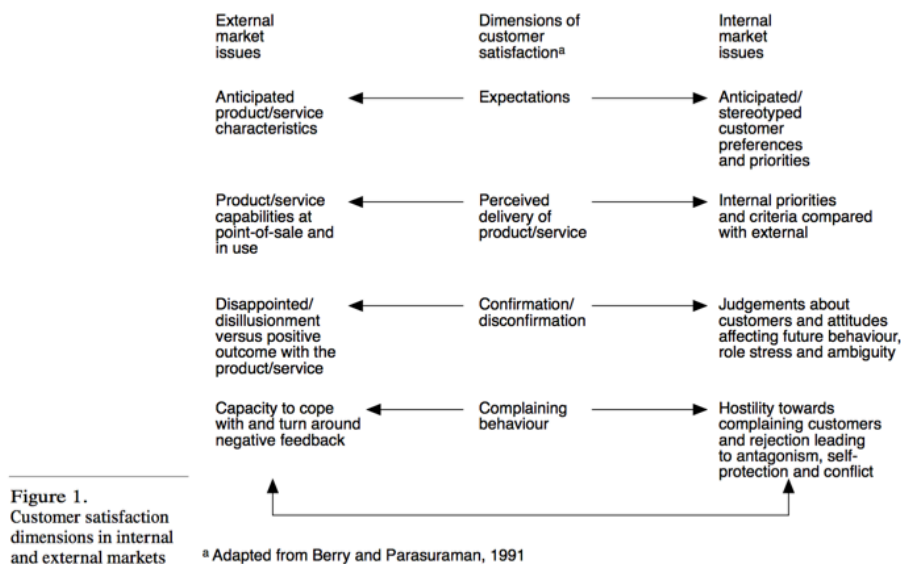 External
market
issues
Dimensions of
customer
satisfactionᵃ
Internal
market
issues
Anticipated
product/service
characteristics
Expectations
Anticipated/
stereotyped
customer
preferences
and priorities
Product/service
capabilities at
point-of-sale and
in use
Perceived
delivery of
product/service
Internal priorities
and criteria compared
with external
Disappointed/
disillusionment
versus positive
outcome with the
product/service
Confirmation/
disconfirmation
Judgements about
customers and attitudes
affecting future behaviour,
role stress and ambiguity
Capacity to cope
with and turn around
negative feedback
Complaining
behaviour
Hostility towards
complaining customers
and rejection leading
to antagonism, self-
protection and conflict
Figure 1.
Customer satisfaction
dimensions in internal
and external markets
ᵃ Adapted from Berry and Parasuraman, 1991